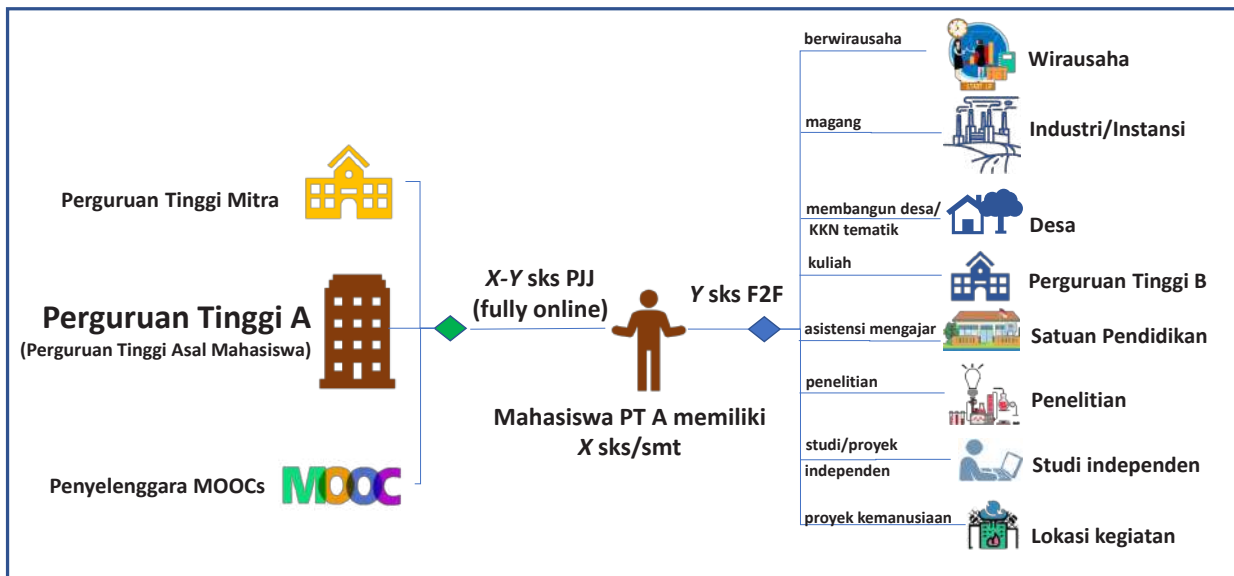 Perguruan Tinggi Mitra
Perguruan Tinggi A
(Perguruan Tinggi Asal Mahasiswa)
Penyelenggara MOOCs
MOOC
X-Y sks PJJ
(fully online)
Mahasiswa PT A memiliki
X sks/smt
Y sks F2F
berwirausaha
START UP
Wirausaha
magang
Industri/Instansi
membangun desa/
KKN tematik
Desa
kuliah
Perguruan Tinggi B
asistensi mengajar
Satuan Pendidikan
penelitian
Penelitian
studi/proyek
independen
Studi independen
proyek kemanusiaan
Lokasi kegiatan